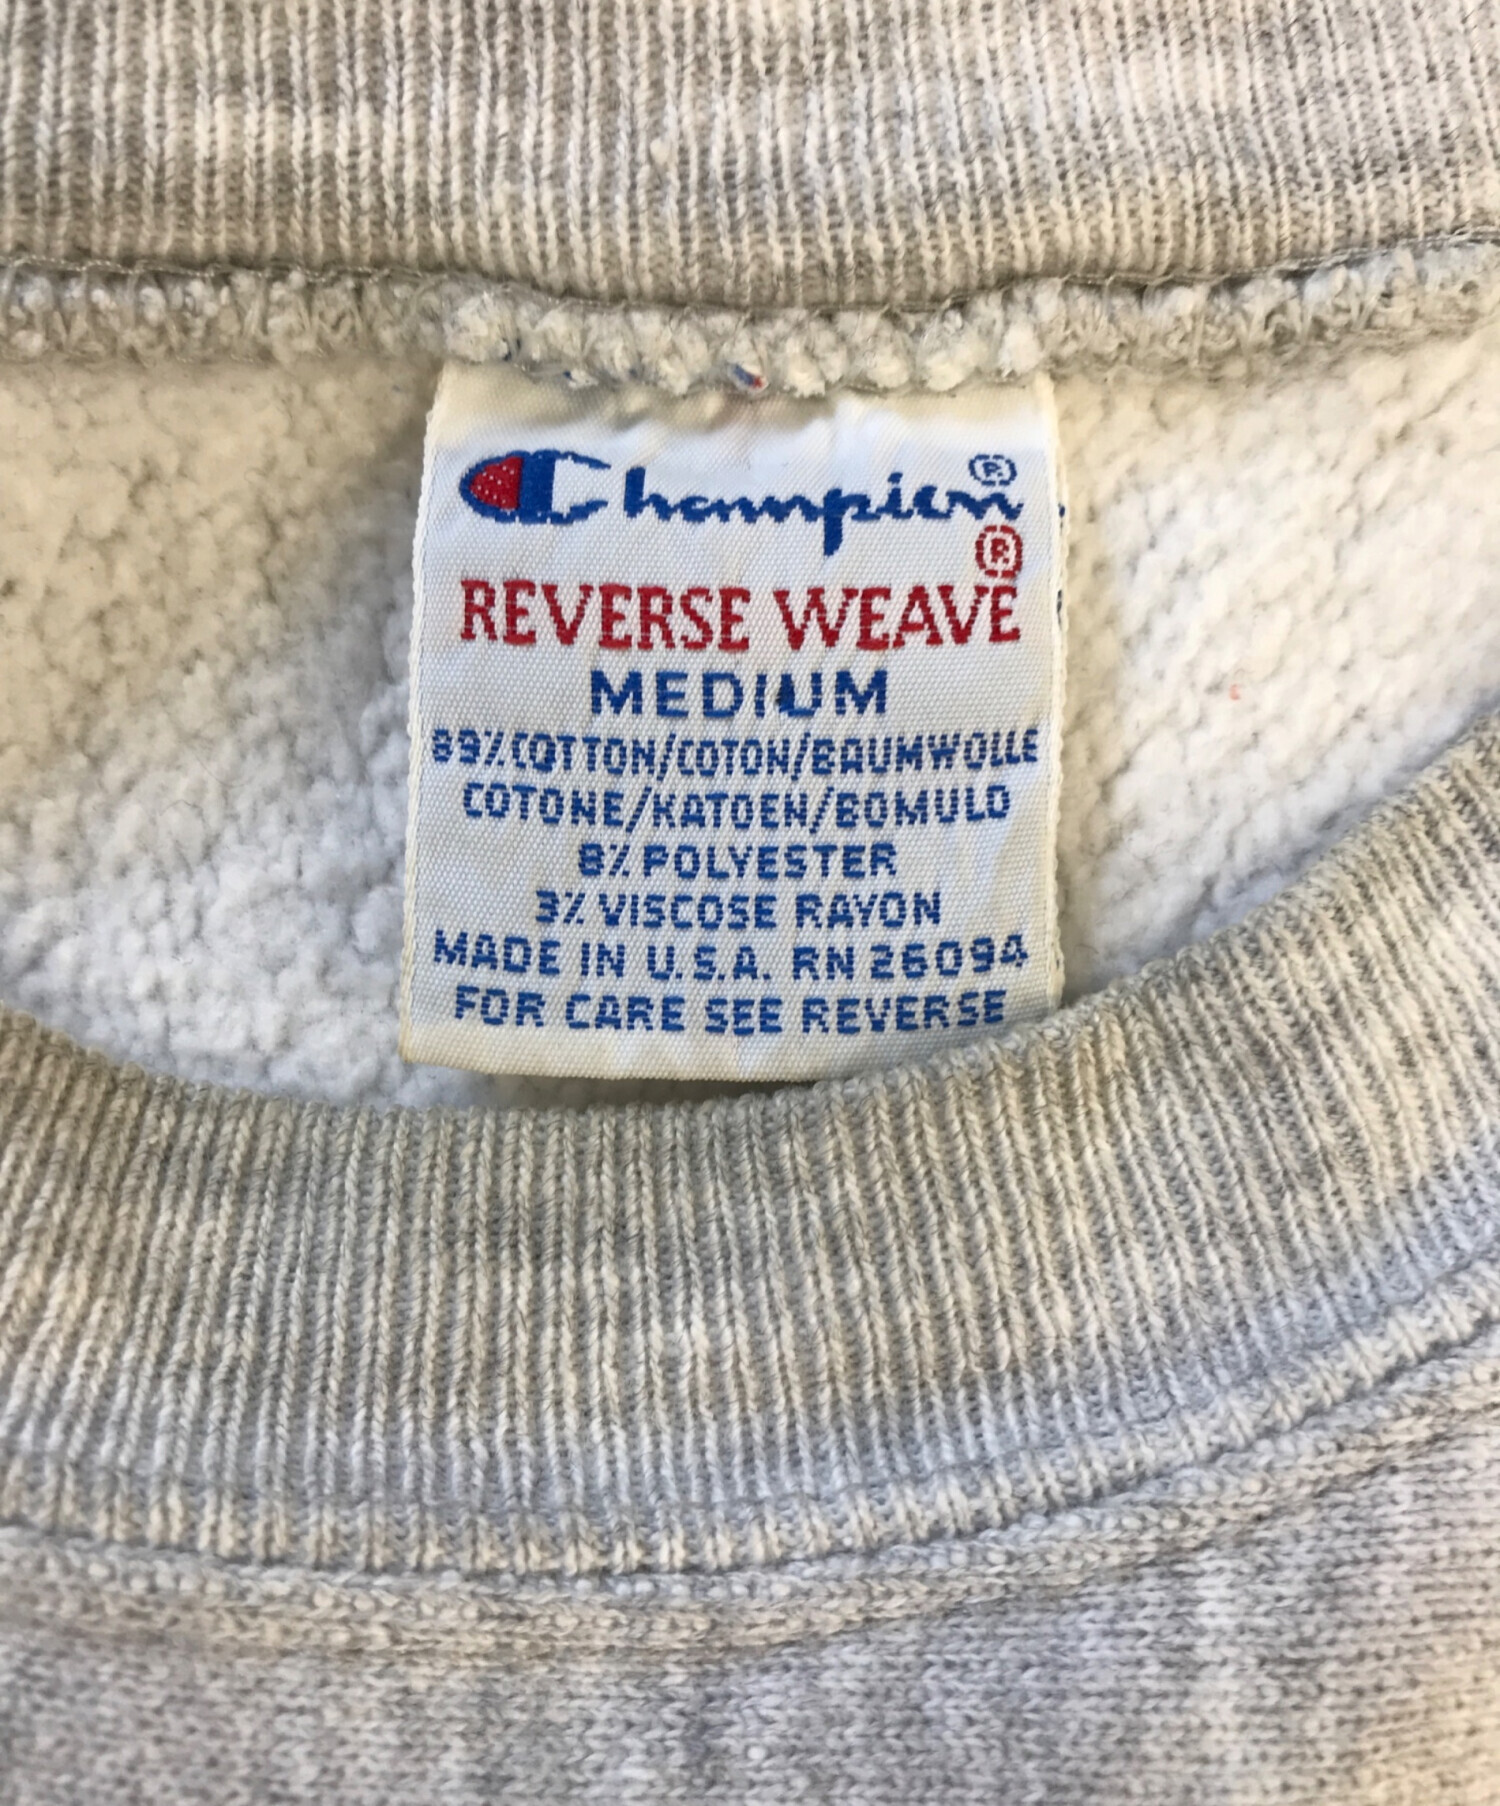 Champion®
REVERSE WEAVE®
MEDIUM
89% COTTON/COTON/BAUMWOLLE
COTONE/KATOEN/BOMULD
8% POLYESTER
3% VISCOSE RAYON
MADE IN U.S.A. RN 26094
FOR CARE SEE REVERSE